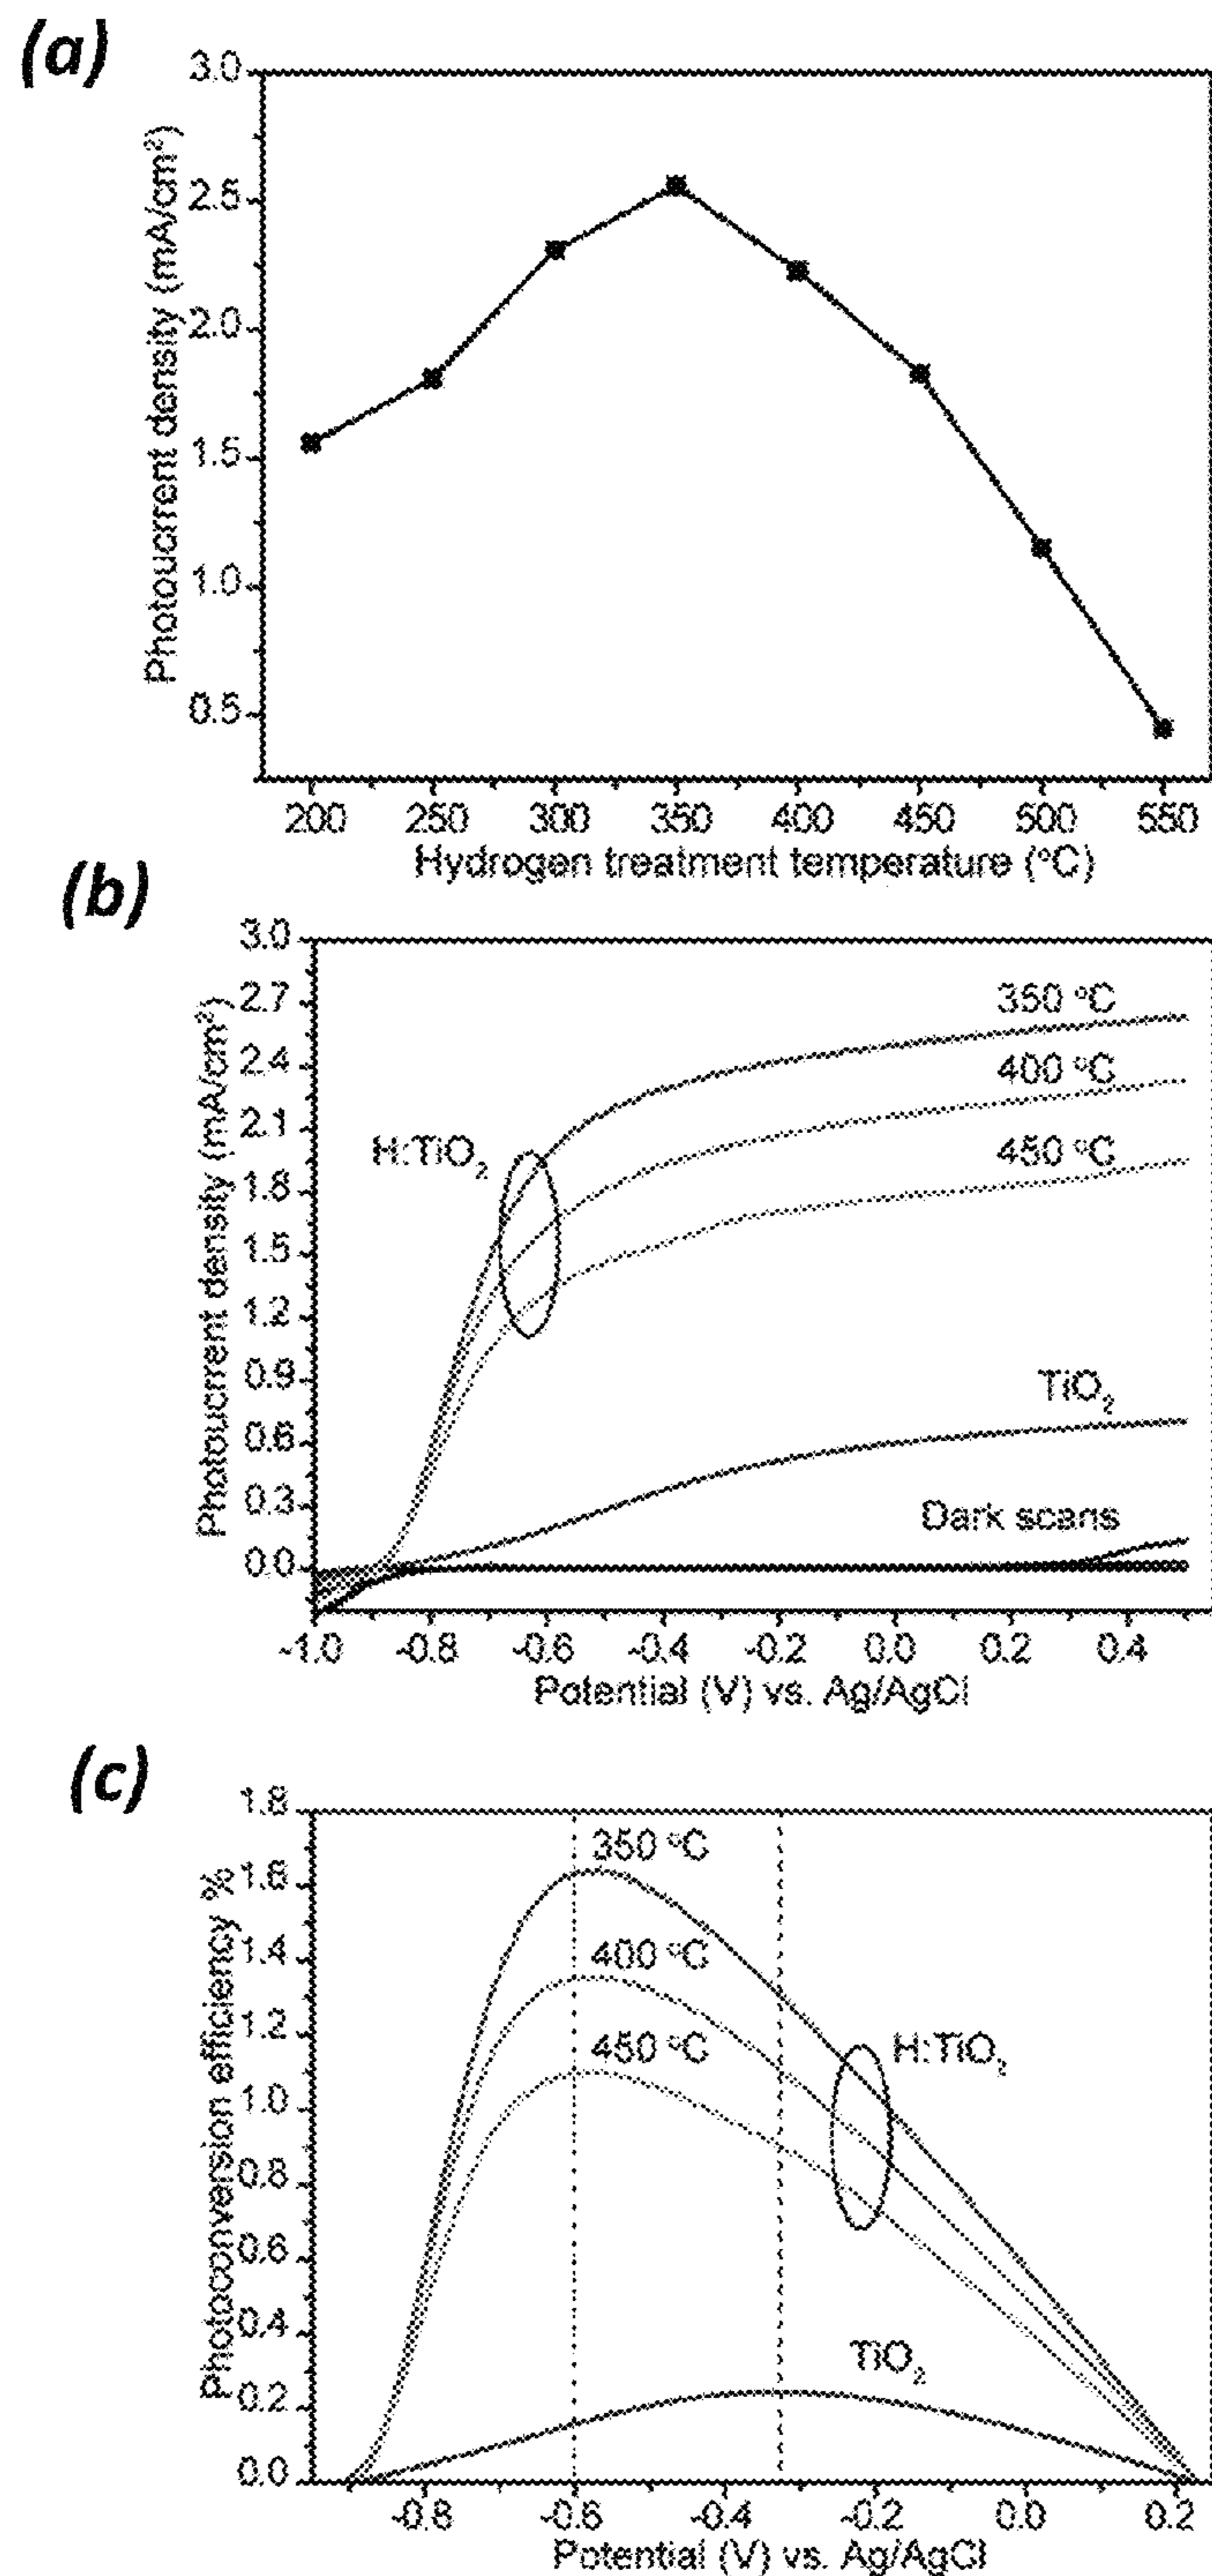 (a)
Photoucrrent density (mA/cm²)
3.0
2.5
2.0
1.5
1.0
0.5
200 250 300 350 400 450 500 550
Hydrogen treatment temperature (°C)
(b)
Photoucrrent density (mA/cm²)
3.0
2.7
2.4
2.1
1.8
1.5
1.2
0.9
0.6
0.3
0.0
350 °C
400 °C
450 °C
H:TiO₂
TiO₂
Dark scans
-1.0 -0.8 -0.6 -0.4 -0.2 0.0 0.2 0.4
Potential (V) vs. Ag/AgCl
(c)
Photoconversion efficiency %
1.8
1.6
1.4
1.2
1.0
0.8
0.6
0.4
0.2
0.0
350 °C
400 °C
450 °C
H:TiO₂
TiO₂
-0.8 -0.6 -0.4 -0.2 0.0 0.2
Potential (V) vs. Ag/AgCl